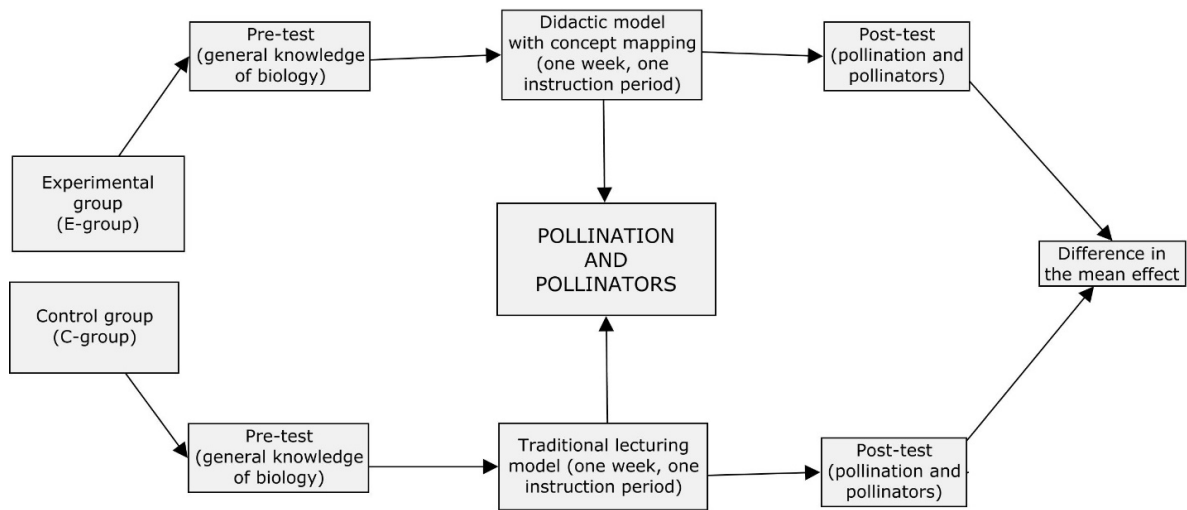 Pre-test
(general knowledge
of biology)
Didactic model
with concept mapping
(one week, one
instruction period)
Post-test
(pollination and
pollinators)
Experimental
group
(E-group)
POLLINATION
AND
POLLINATORS
Difference in
the mean effect
Control group
(C-group)
Pre-test
(general knowledge
of biology)
Traditional lecturing
model (one week, one
instruction period)
Post-test
(pollination and
pollinators)